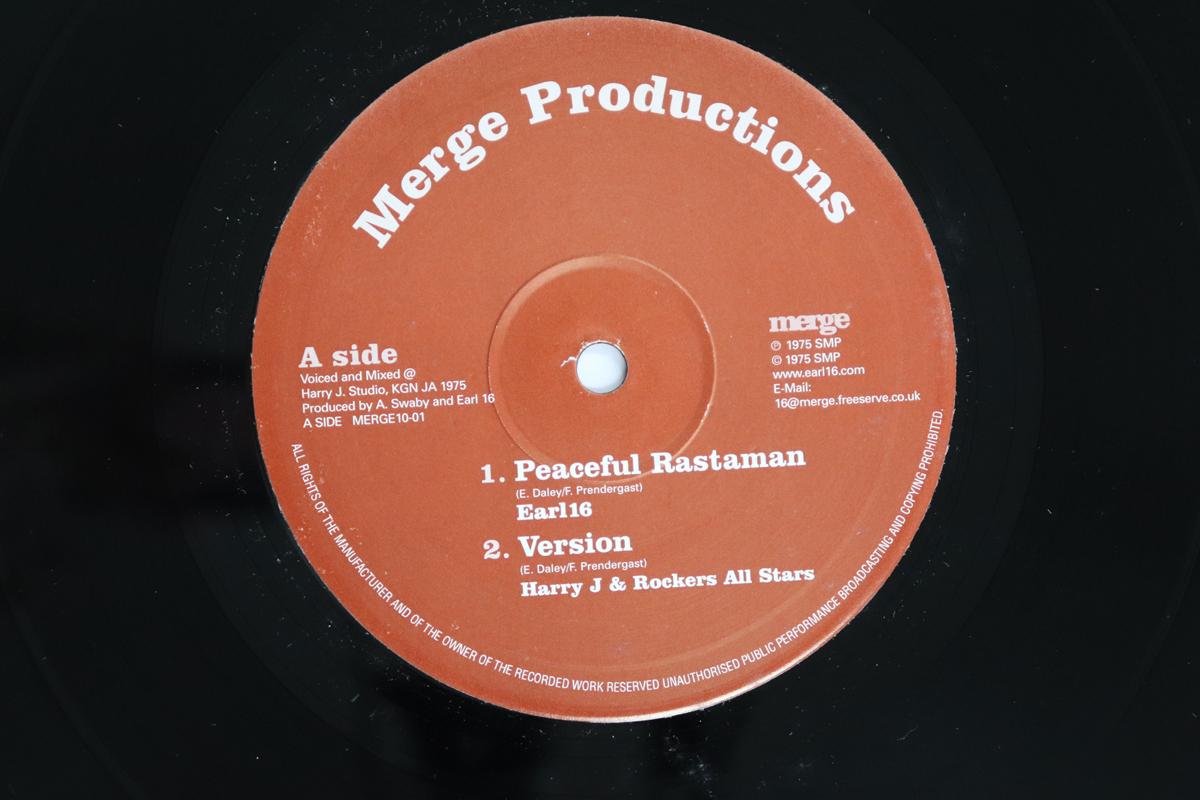 Merge Productions
A side
Voiced and Mixed @
Harry J. Studio, KGN JA 1975
Produced by A. Swaby and Earl 16
A SIDE MERGE10-01
merge
℗ 1975 SMP
© 1975 SMP
www.earl16.com
E-Mail:
16@merge.freeserve.co.uk
1. Peaceful Rastaman
(E. Daley/F. Prendergast)
Earl16
2. Version
(E. Daley/F. Prendergast)
Harry J & Rockers All Stars
ALL RIGHTS OF THE MANUFACTURER AND OF THE OWNER OF THE RECORDED WORK RESERVED UNAUTHORISED PUBLIC PERFORMANCE BROADCASTING AND COPYING PROHIBITED.